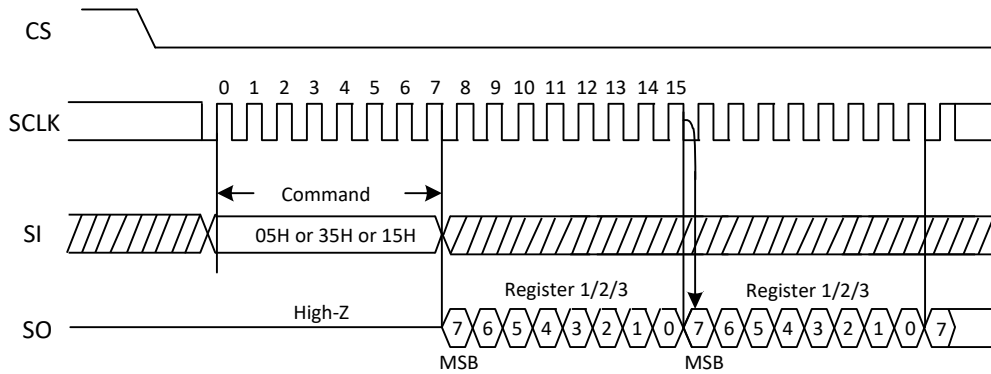 CS
0 1 2 3 4 5 6 7 8 9 10 11 12 13 14 15
SCLK
Command
SI
05H or 35H or 15H
Register 1/2/3 Register 1/2/3
High-Z
SO
7 6 5 4 3 2 1 0 7 6 5 4 3 2 1 0 7
MSB MSB